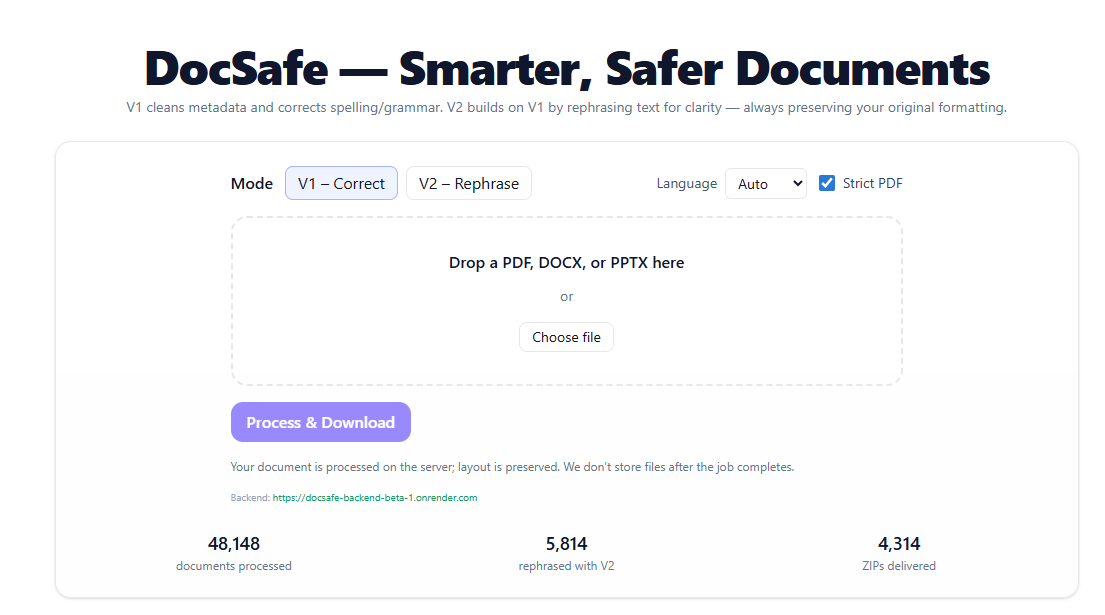 DocSafe — Smarter, Safer Documents
V1 cleans metadata and corrects spelling/grammar. V2 builds on V1 by rephrasing text for clarity — always preserving your original formatting.
Mode V1 – Correct V2 – Rephrase Language Auto Strict PDF
Drop a PDF, DOCX, or PPTX here
or
Choose file
Process & Download
Your document is processed on the server; layout is preserved. We don't store files after the job completes.
Backend: https://docsafe-backend-beta-1.onrender.com
48,148 5,814 4,314
documents processed rephrased with V2 ZIPs delivered